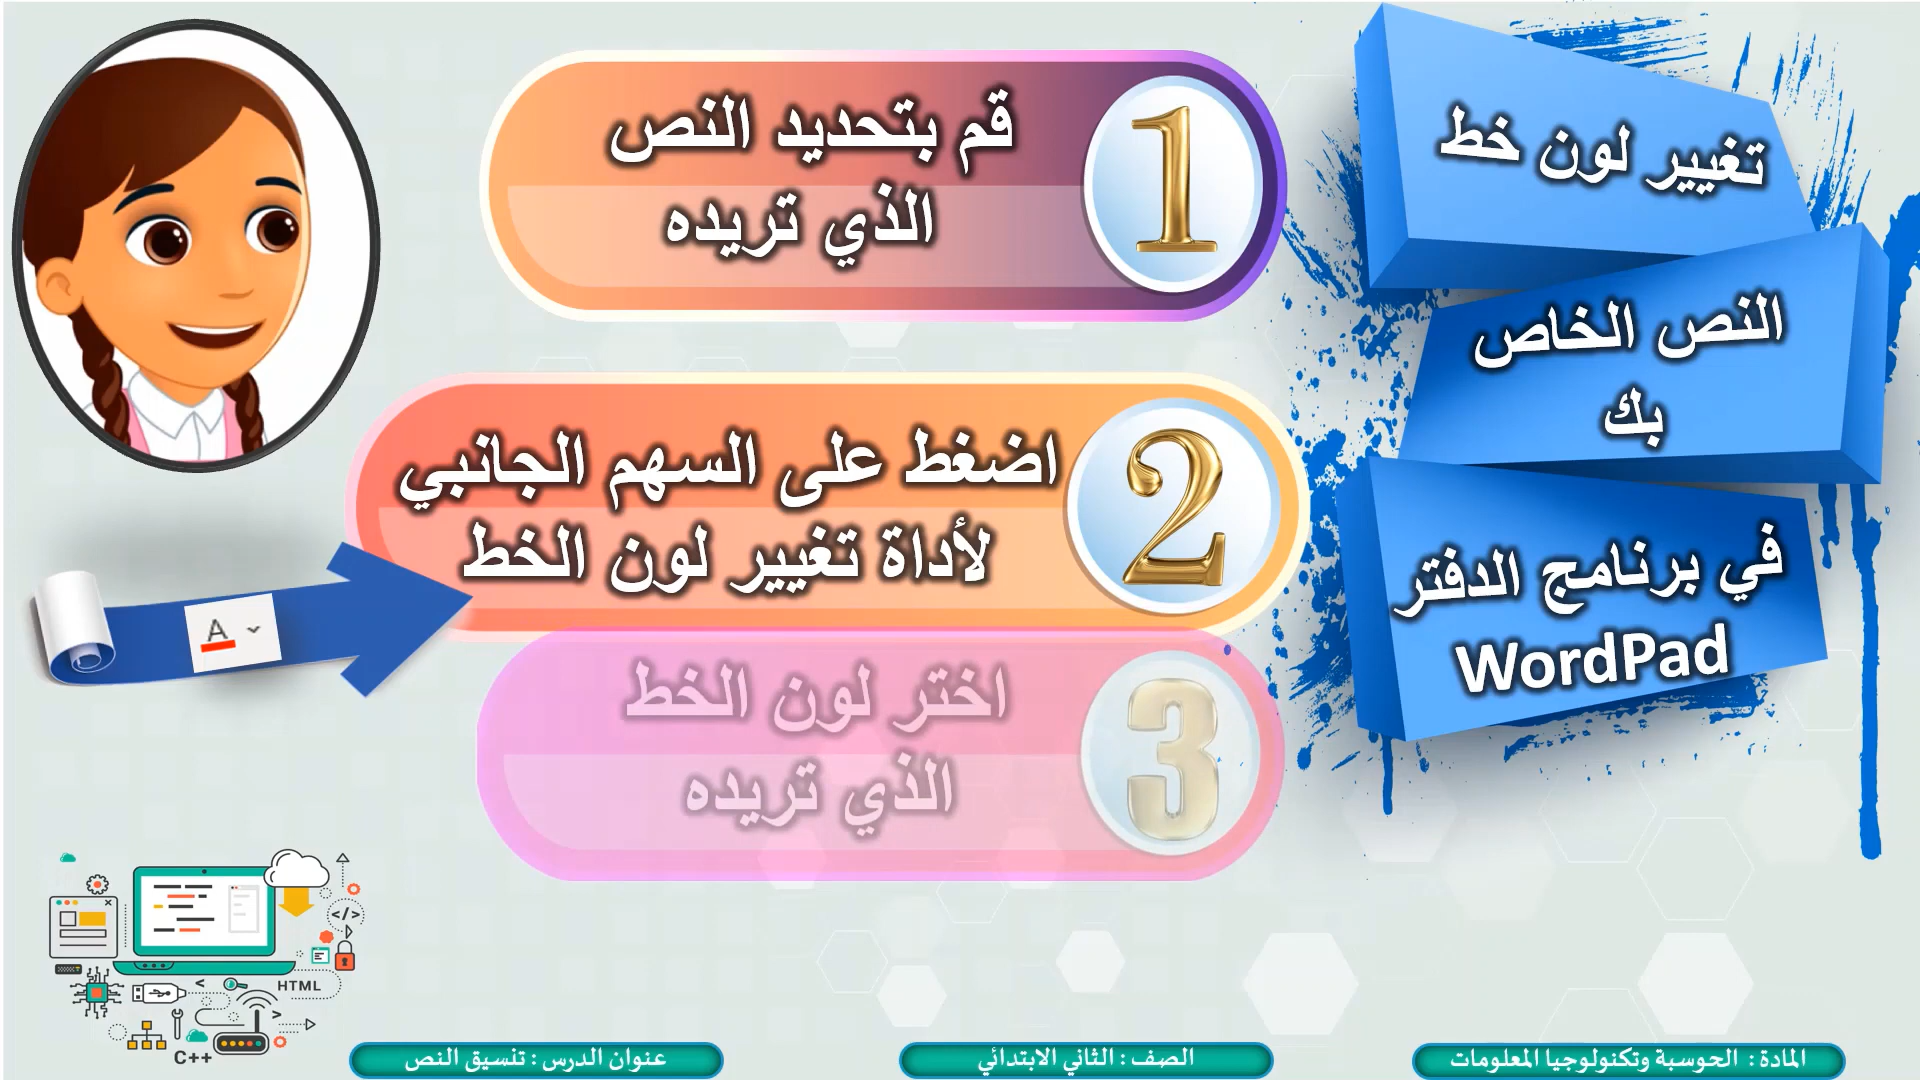 تغيير لون خط
النص الخاص
بك
في برنامج الدفتر
WordPad
1
قم بتحديد النص
الذي تريده
2
اضغط على السهم الجانبي
لأداة تغيير لون الخط
A
3
اختر لون الخط
الذي تريده
</>
HTML
C++
المادة : الحوسبة وتكنولوجيا المعلومات
الصف : الثاني الابتدائي
عنوان الدرس : تنسيق النص